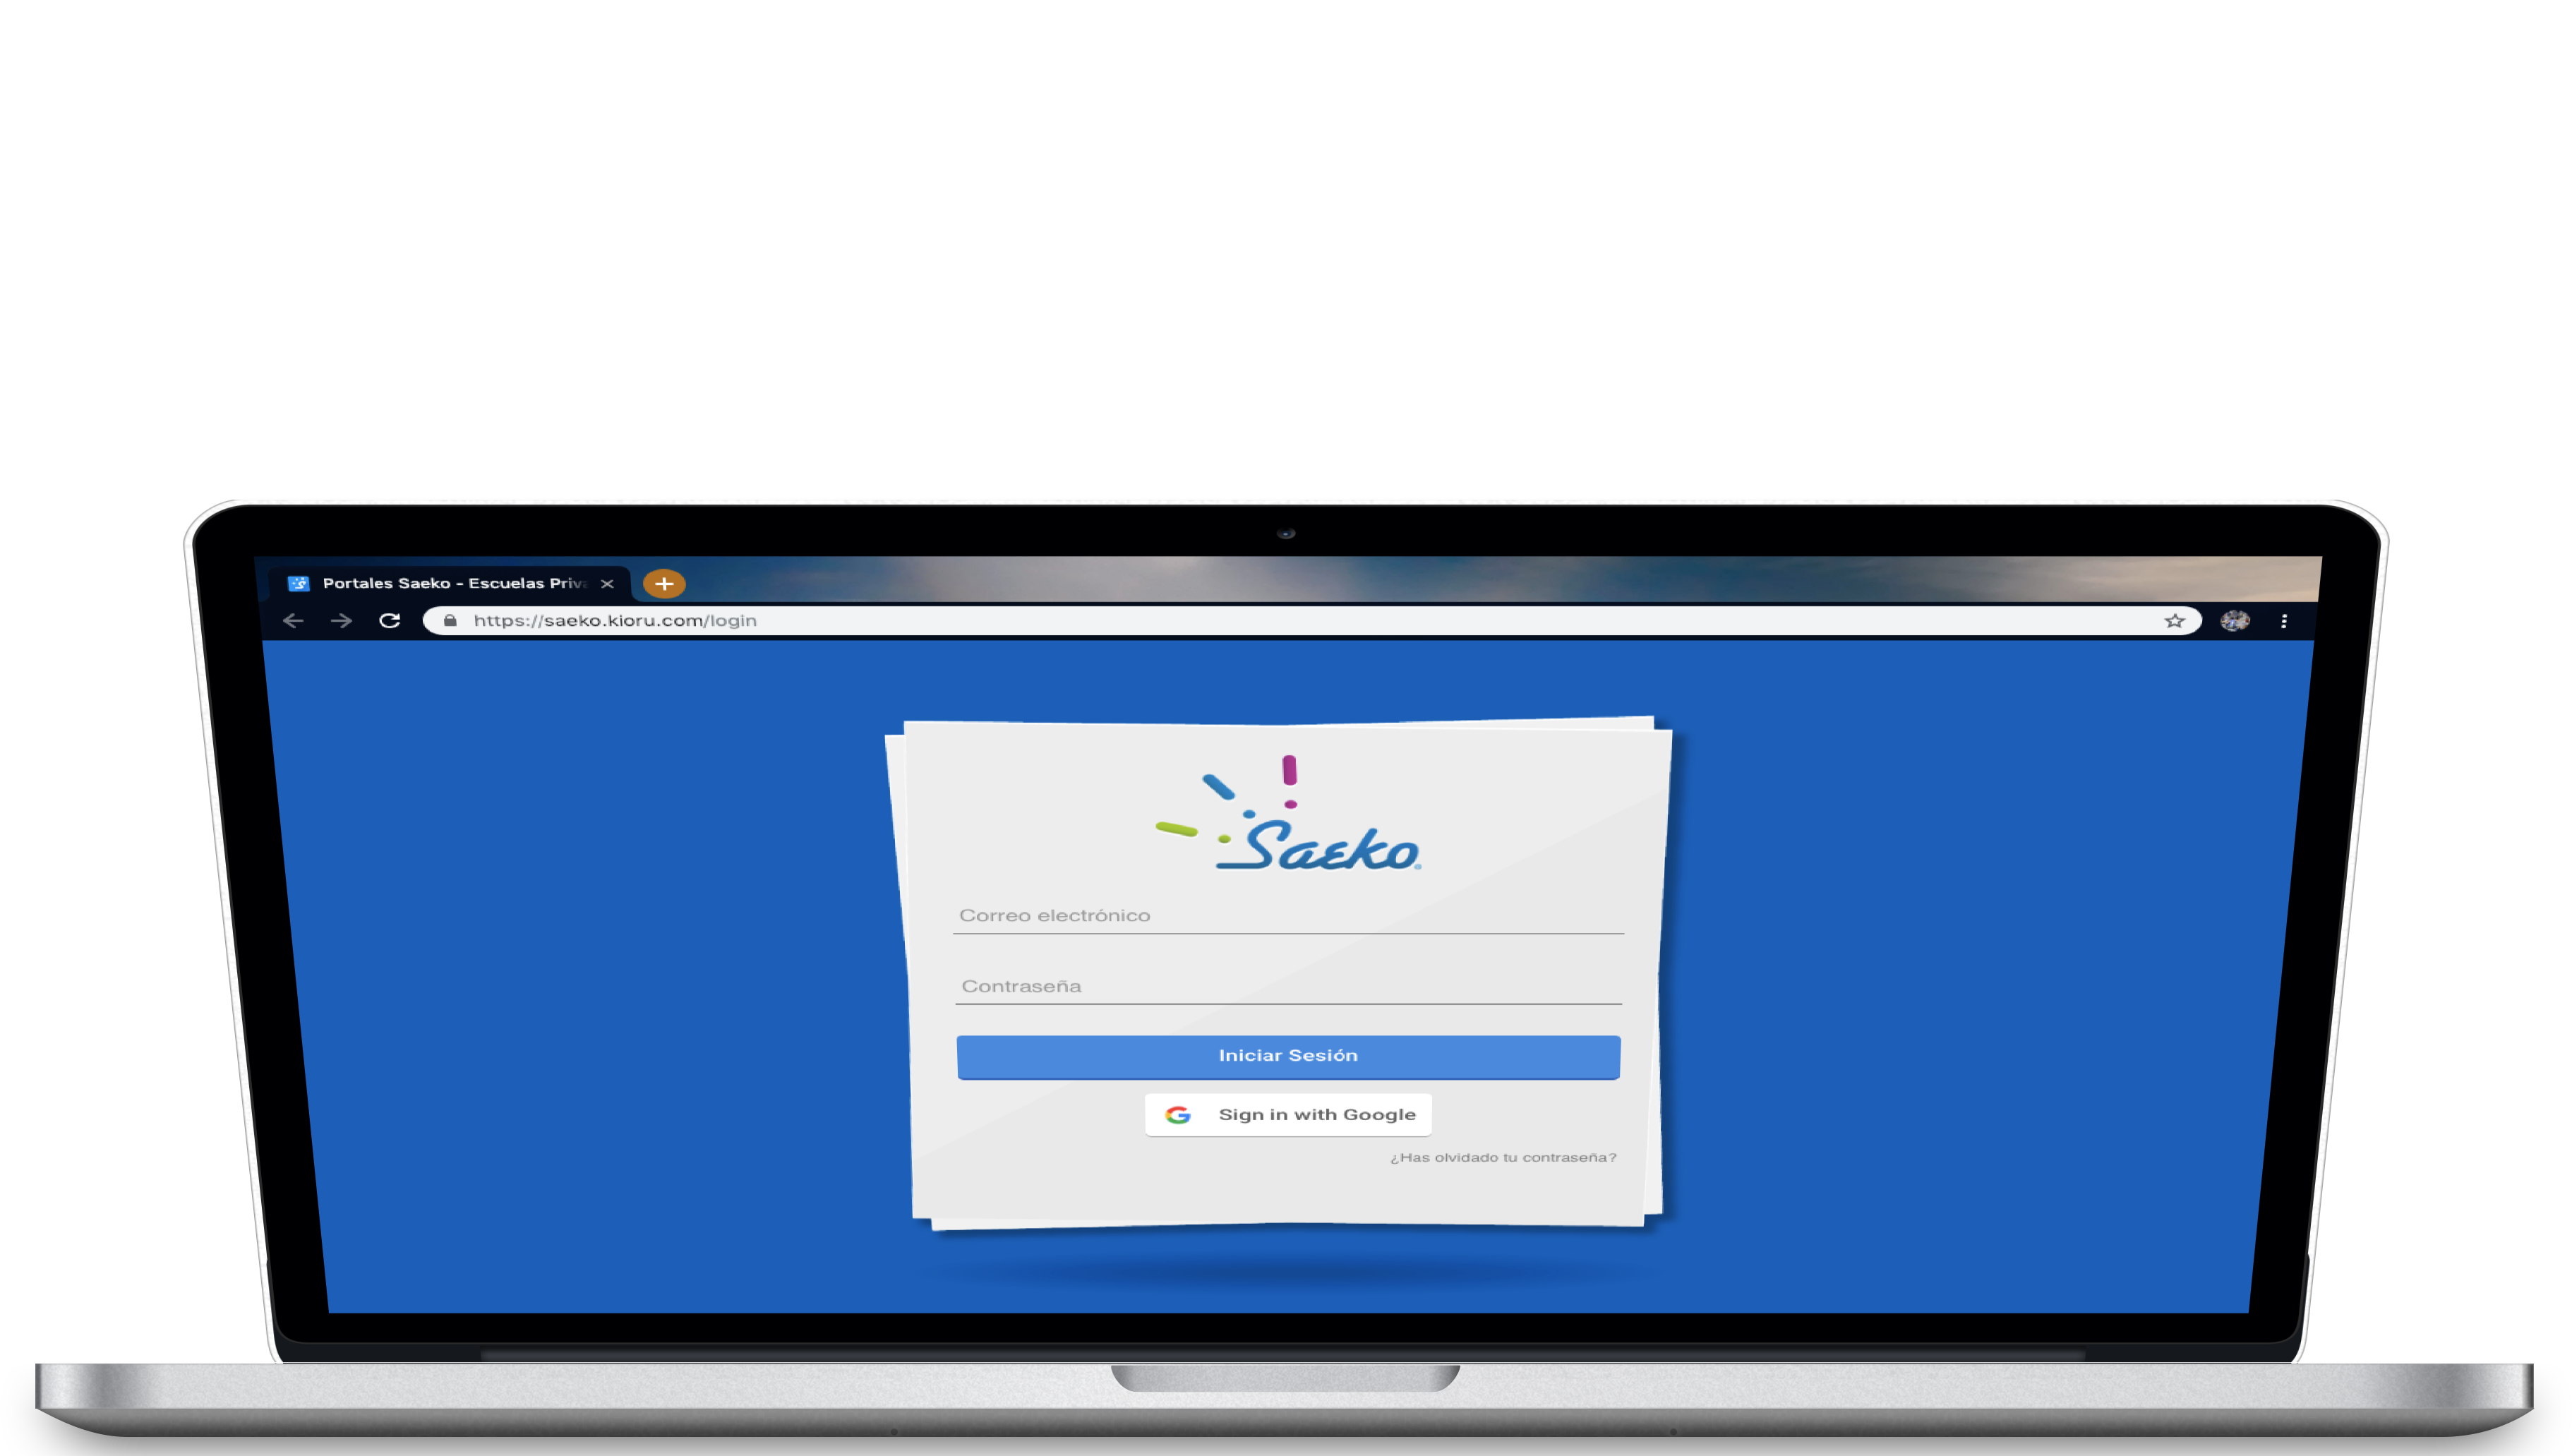 Portales Saeko - Escuelas Priv
https://saeko.kioru.com/login
Saeko
Correo electrónico
Contraseña
Iniciar Sesión
Sign in with Google
¿Has olvidado tu contraseña?